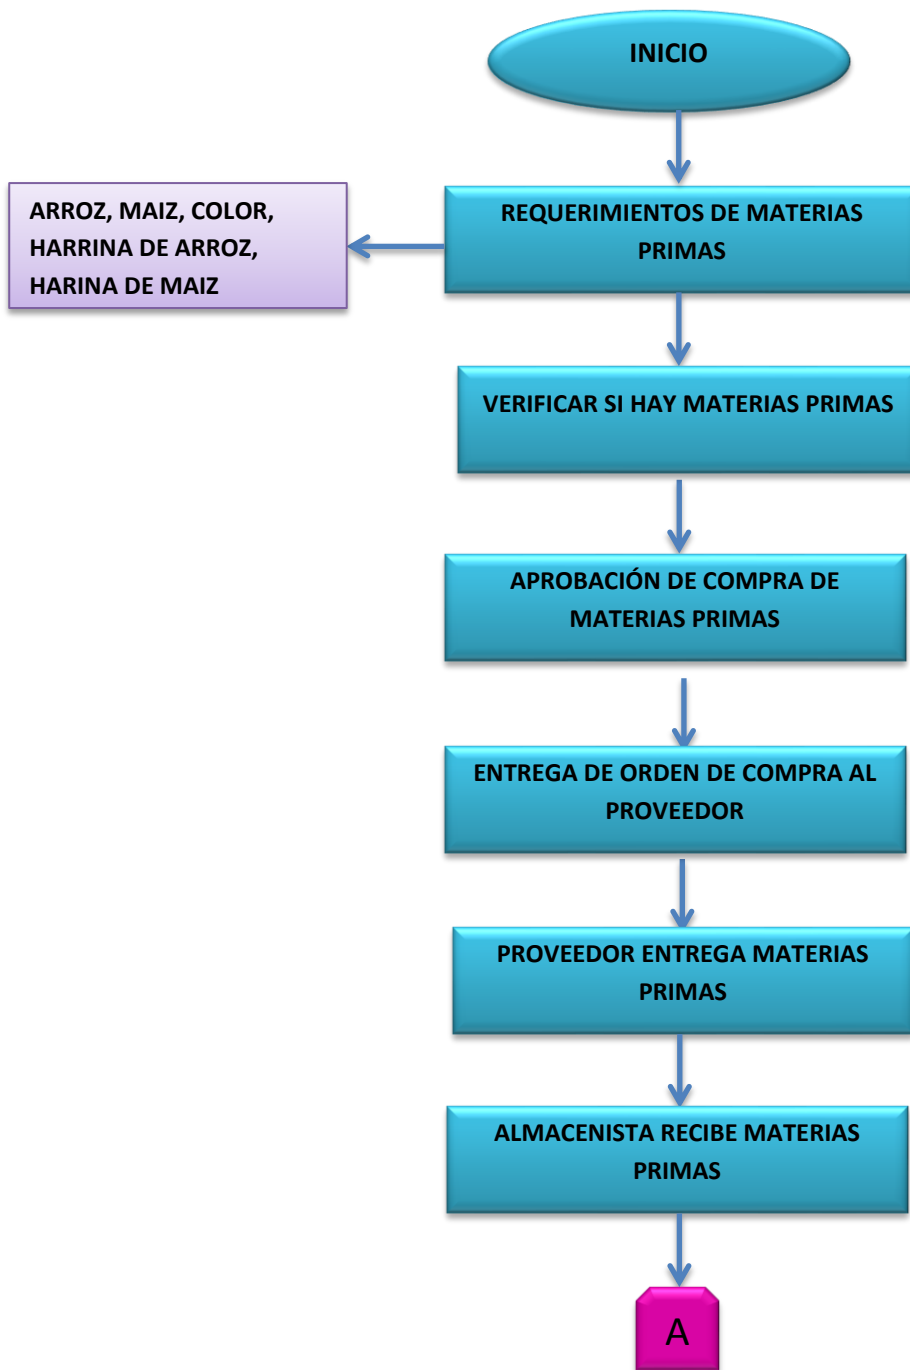 INICIO
ARROZ, MAIZ, COLOR,
HARRINA DE ARROZ,
HARINA DE MAIZ
REQUERIMIENTOS DE MATERIAS
PRIMAS
VERIFICAR SI HAY MATERIAS PRIMAS
APROBACIÓN DE COMPRA DE
MATERIAS PRIMAS
ENTREGA DE ORDEN DE COMPRA AL
PROVEEDOR
PROVEEDOR ENTREGA MATERIAS
PRIMAS
ALMACENISTA RECIBE MATERIAS
PRIMAS
A